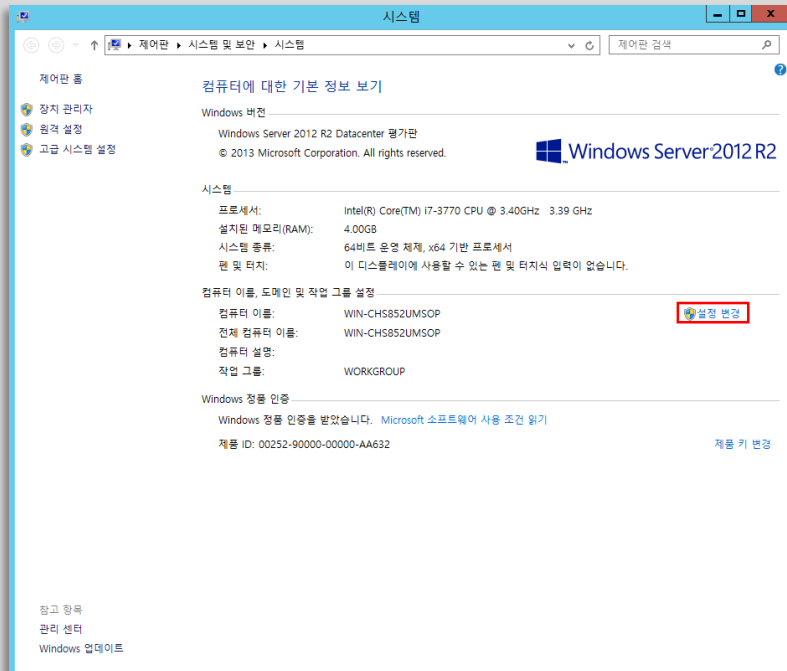 시스템
제어판 ▸ 시스템 및 보안 ▸ 시스템
제어판 검색
제어판 홈
장치 관리자
원격 설정
고급 시스템 설정
컴퓨터에 대한 기본 정보 보기
Windows 버전
Windows Server 2012 R2 Datacenter 평가판
© 2013 Microsoft Corporation. All rights reserved.
Windows Server 2012 R2
시스템
프로세서: Intel(R) Core(TM) i7-3770 CPU @ 3.40GHz 3.39 GHz
설치된 메모리(RAM): 4.00GB
시스템 종류: 64비트 운영 체제, x64 기반 프로세서
펜 및 터치: 이 디스플레이에 사용할 수 있는 펜 및 터치식 입력이 없습니다.
컴퓨터 이름, 도메인 및 작업 그룹 설정
컴퓨터 이름: WIN-CHS852UMSOP 설정 변경
전체 컴퓨터 이름: WIN-CHS852UMSOP
컴퓨터 설명:
작업 그룹: WORKGROUP
Windows 정품 인증
Windows 정품 인증을 받았습니다. Microsoft 소프트웨어 사용 조건 읽기
제품 ID: 00252-90000-00000-AA632 제품 키 변경
참고 항목
관리 센터
Windows 업데이트